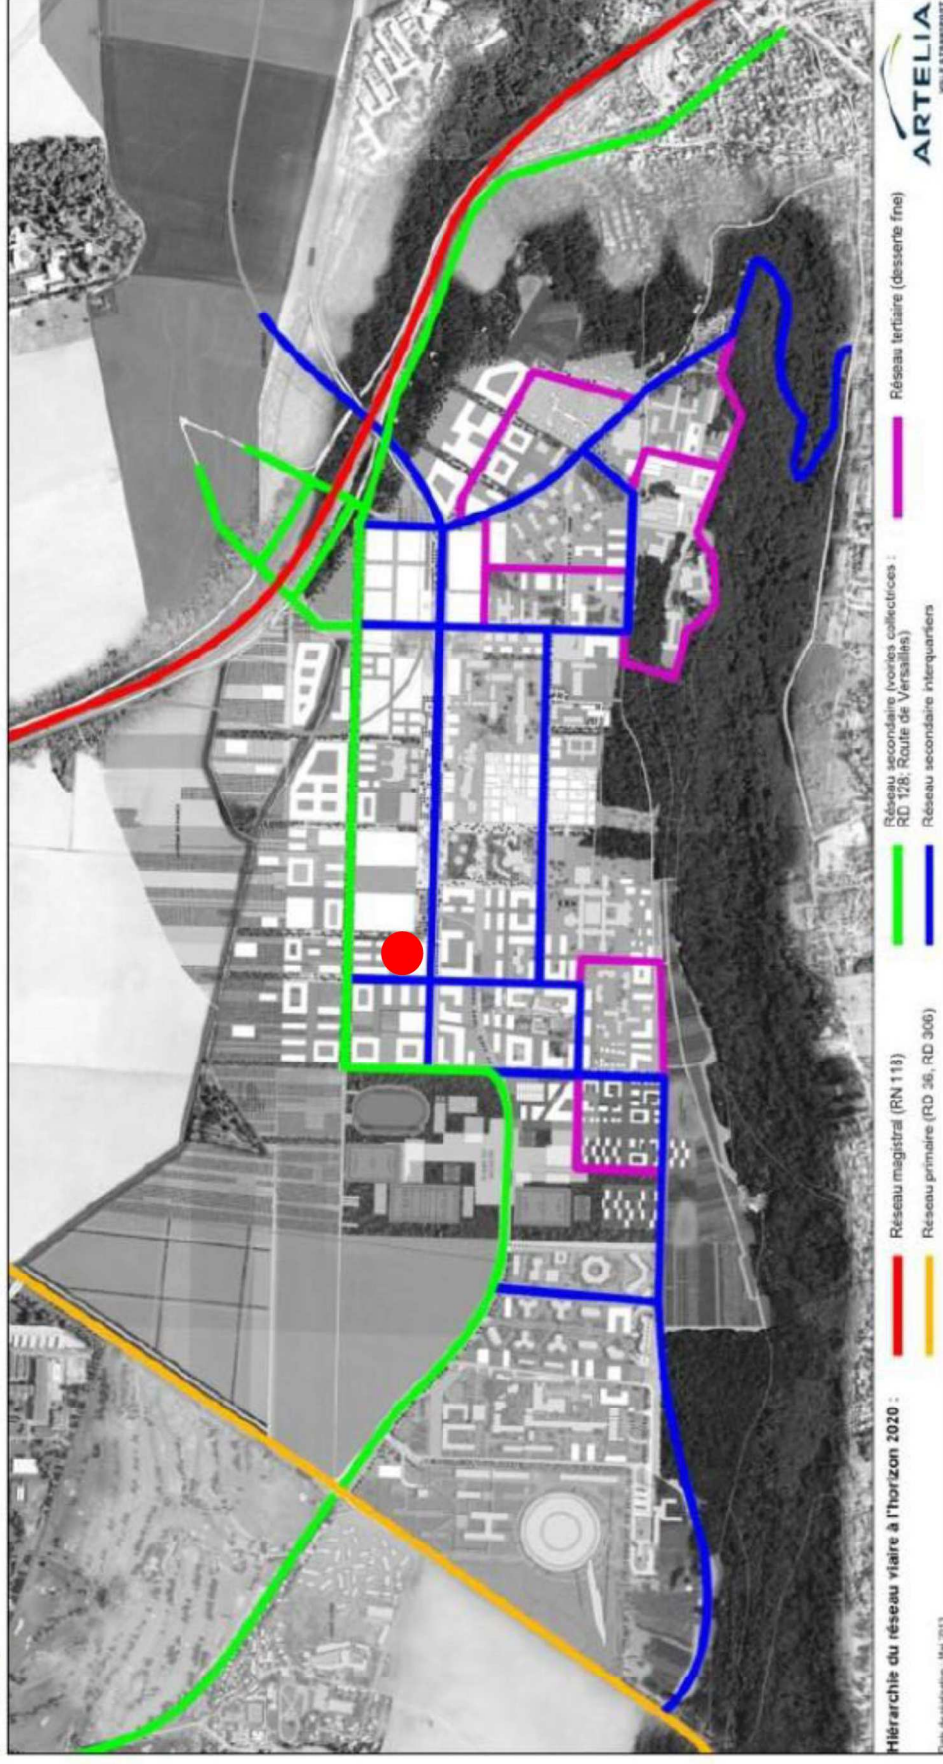 Hiérarchie du réseau viaire à l'horizon 2020 :
Réseau magistral (RN 118)
Réseau primaire (RD 36, RD 306)
Réseau secondaire (voiries collectrices :
RD 128; Route de Versailles)
Réseau secondaire interquartiers
Réseau tertiaire (desserte fine)
ARTELIA